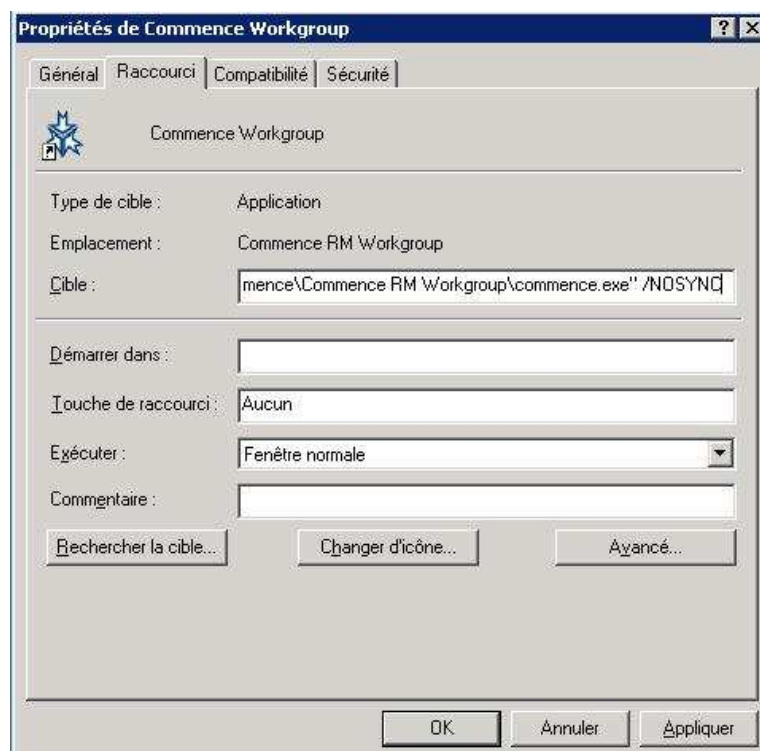 Propriétés de Commence Workgroup
Général Raccourci Compatibilité Sécurité
Commence Workgroup
Type de cible : Application
Emplacement : Commence RM Workgroup
Cible : mence\Commence RM Workgroup\commence.exe" /NOSYNC
Démarrer dans :
Touche de raccourci : Aucun
Exécuter : Fenêtre normale
Commentaire :
Rechercher la cible... Changer d'icône... Avancé...
OK Annuler Appliquer